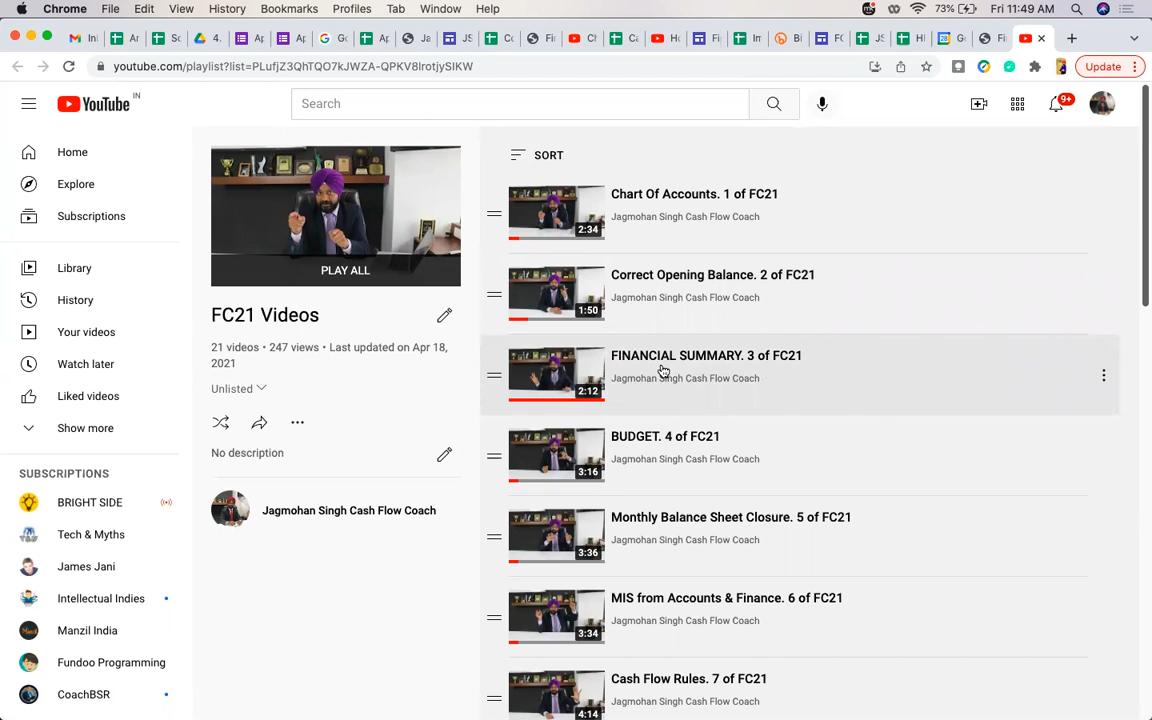 Chrome File Edit View History Bookmarks Profiles Tab Window Help 73% Fri 11:49 AM
youtube.com/playlist?list=PLufjZ3QhTQO7kJWZA-QPKV8IrotjySIKW Update
YouTube IN Search 9+
Home
Explore
Subscriptions
Library
History
Your videos
Watch later
Liked videos
Show more
SUBSCRIPTIONS
BRIGHT SIDE
Tech & Myths
James Jani
Intellectual Indies
Manzil India
Fundoo Programming
CoachBSR
PLAY ALL
FC21 Videos
21 videos • 247 views • Last updated on Apr 18,
2021
Unlisted
No description
Jagmohan Singh Cash Flow Coach
SORT
Chart Of Accounts. 1 of FC21
Jagmohan Singh Cash Flow Coach
2:34
Correct Opening Balance. 2 of FC21
Jagmohan Singh Cash Flow Coach
1:50
FINANCIAL SUMMARY. 3 of FC21
Jagmohan Singh Cash Flow Coach
2:12
BUDGET. 4 of FC21
Jagmohan Singh Cash Flow Coach
3:16
Monthly Balance Sheet Closure. 5 of FC21
Jagmohan Singh Cash Flow Coach
3:36
MIS from Accounts & Finance. 6 of FC21
Jagmohan Singh Cash Flow Coach
3:34
Cash Flow Rules. 7 of FC21
Jagmohan Singh Cash Flow Coach
4:14